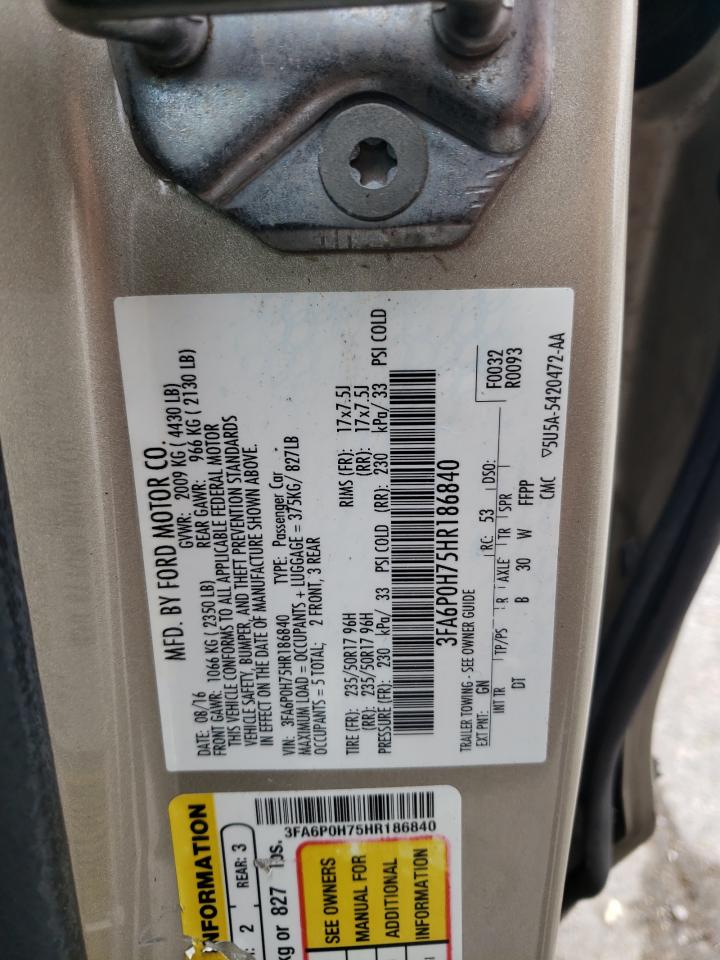 MFD. BY FORD MOTOR CO.
DATE: 08/16 GVWR: 2009 KG ( 4430 LB)
FRONT GAWR: 1066 KG ( 2350 LB) REAR GAWR: 966 KG ( 2130 LB)
THIS VEHICLE CONFORMS TO ALL APPLICABLE FEDERAL MOTOR
VEHICLE SAFETY, BUMPER, AND THEFT PREVENTION STANDARDS
IN EFFECT ON THE DATE OF MANUFACTURE SHOWN ABOVE.
VIN: 3FA6P0H75HR186840 TYPE: Passenger Car
MAXIMUM LOAD = OCCUPANTS + LUGGAGE = 375KG/ 827LB
OCCUPANTS = 5 TOTAL: 2 FRONT, 3 REAR
TIRE (FR): 235/50R17 96H RIMS (FR): 17x7.5J
(RR): 235/50R17 96H (RR): 17x7.5J
PRESSURE (FR): 230 kPa/ 33 PSI COLD (RR): 230 kPa/ 33 PSI COLD
3FA6P0H75HR186840
TRAILER TOWING - SEE OWNER GUIDE
EXT PNT: GN RC: 53 DSO: F0032
R0093
INT TR TP/PS R AXLE TR SPR
DT B 30 W FFPP
CMC ▽5U5A-5420472-AA
NFORMATION
2 REAR: 3
kg or 827 lbs.
3FA6P0H75HR186840
SEE OWNERS
MANUAL FOR
ADDITIONAL
INFORMATION